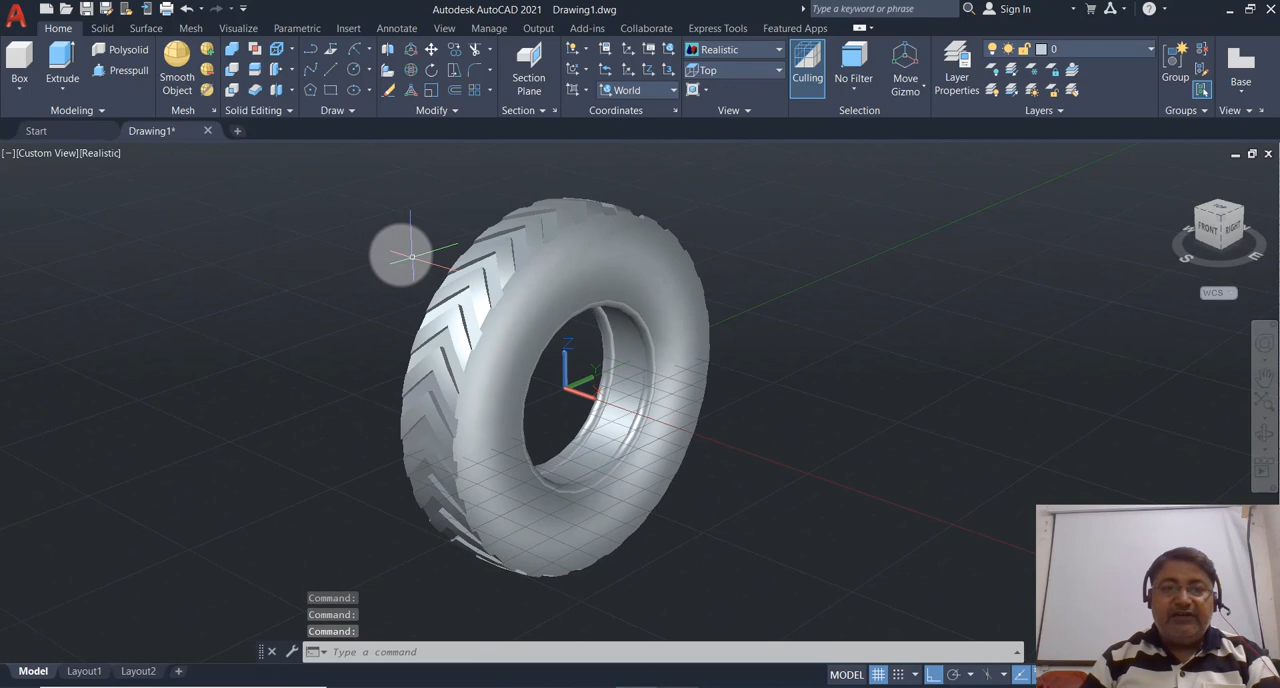 Autodesk AutoCAD 2021 Drawing1.dwg
Type a keyword or phrase
Sign In
Home Solid Surface Mesh Visualize Parametric Insert Annotate View Manage Output Add-ins Collaborate Express Tools Featured Apps
Box
Extrude
Polysolid
Presspull
Smooth
Object
Section
Plane
World
Realistic
Top
Culling
No Filter
Move
Gizmo
Layer
Properties
0
Group
Base
Modeling
Mesh
Solid Editing
Draw
Modify
Section
Coordinates
View
Selection
Layers
Groups
View
Start
Drawing1*
[−][Custom View][Realistic]
TOP
FRONT
RIGHT
S
E
WCS
Z
Y
X
Command:
Command:
Command:
Type a command
Model
Layout1
Layout2
MODEL